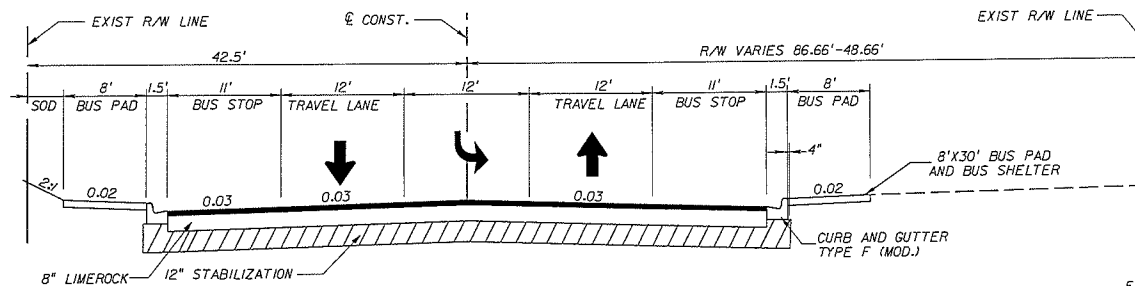 EXIST R/W LINE
℄ CONST.
EXIST R/W LINE
42.5'
R/W VARIES 86.66'-48.66'
8' 1.5' 11' 12' 12' 12' 11' 1.5' 8'
SOD BUS PAD BUS STOP TRAVEL LANE TRAVEL LANE BUS STOP BUS PAD
4"
8'X30' BUS PAD
AND BUS SHELTER
2:1 0.02 0.03 0.03 0.03 0.02
CURB AND GUTTER
TYPE F (MOD.)
8" LIMEROCK
12" STABILIZATION